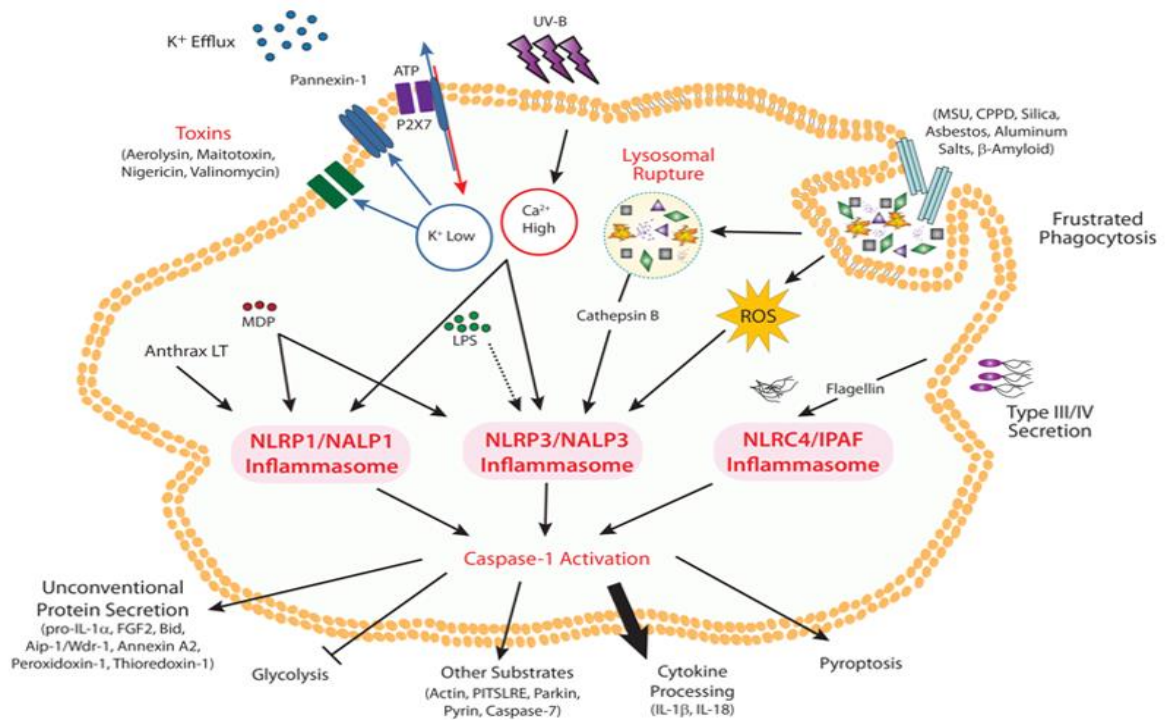 UV-B
K⁺ Efflux
Pannexin-1
ATP
P2X7
Toxins
(Aerolysin, Maitotoxin,
Nigericin, Valinomycin)
(MSU, CPPD, Silica,
Asbestos, Aluminum
Salts, β-Amyloid)
Lysosomal
Rupture
K⁺ Low
Ca²⁺
High
Frustrated
Phagocytosis
MDP
LPS
Cathepsin B
ROS
Anthrax LT
Flagellin
Type III/IV
Secretion
NLRP1/NALP1
Inflammasome
NLRP3/NALP3
Inflammasome
NLRC4/IPAF
Inflammasome
Caspase-1 Activation
Unconventional
Protein Secretion
(pro-IL-1α, FGF2, Bid,
Aip-1/Wdr-1, Annexin A2,
Peroxidoxin-1, Thioredoxin-1)
Glycolysis
Other Substrates
(Actin, PITSLRE, Parkin,
Pyrin, Caspase-7)
Cytokine
Processing
(IL-1β, IL-18)
Pyroptosis